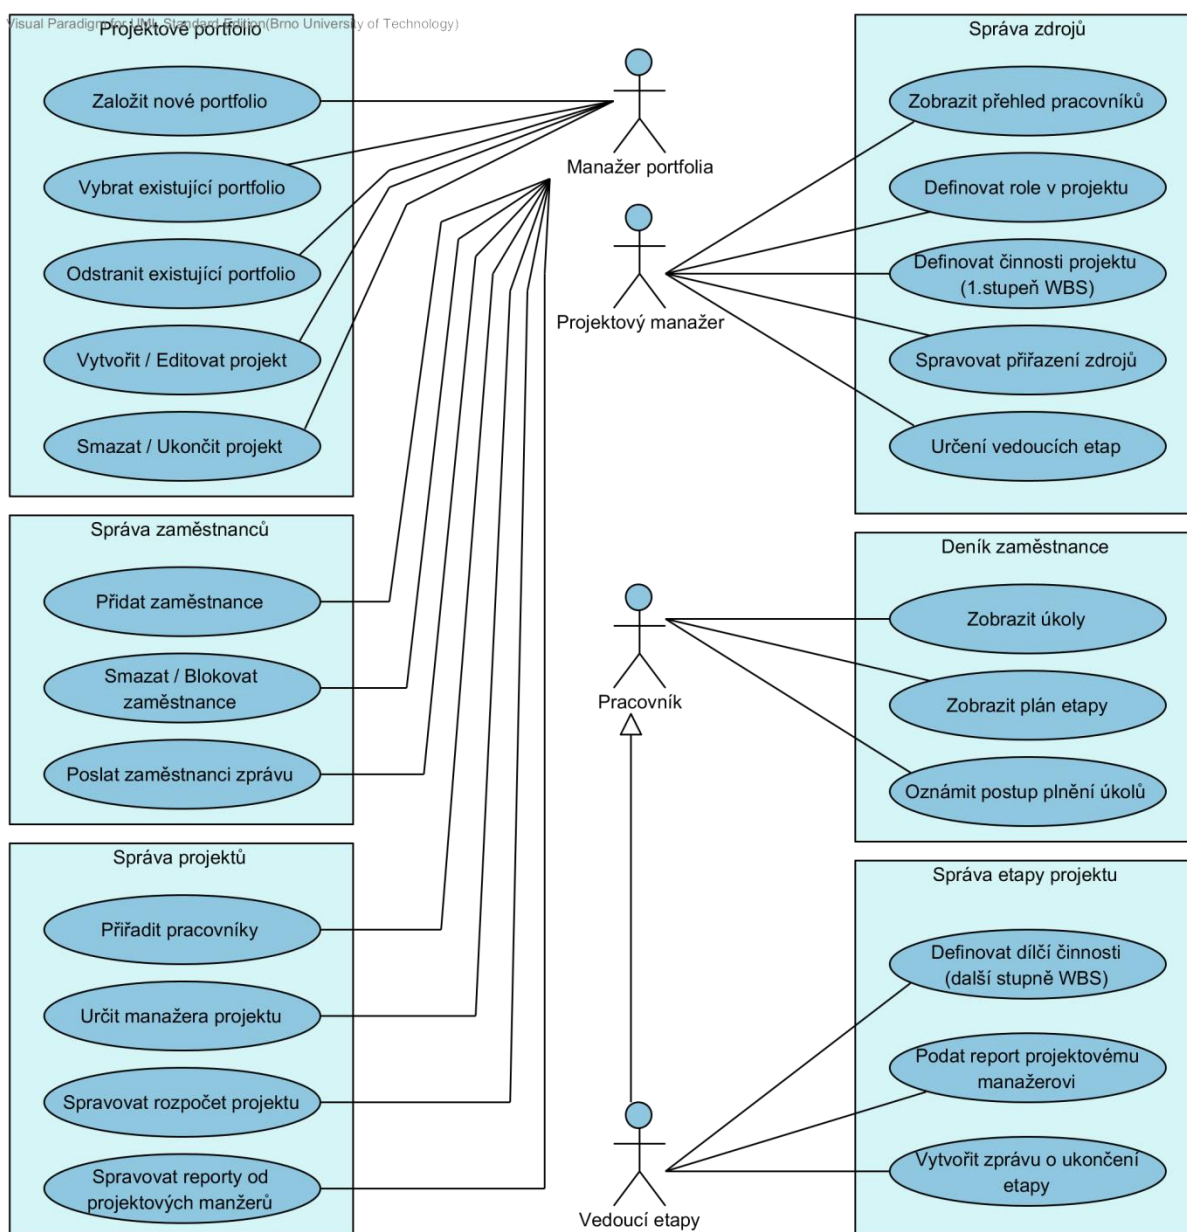 Visual Paradigm for UML Standard Edition(Brno University of Technology)
Projektové portfolio
Založit nové portfolio
Vybrat existující portfolio
Odstranit existující portfolio
Vytvořit / Editovat projekt
Smazat / Ukončit projekt
Správa zaměstnanců
Přidat zaměstnance
Smazat / Blokovat
zaměstnance
Poslat zaměstnanci zprávu
Správa projektů
Přiřadit pracovníky
Určit manažera projektu
Spravovat rozpočet projektu
Spravovat reporty od
projektových manžerů
Manažer portfolia
Projektový manažer
Pracovník
Vedoucí etapy
Správa zdrojů
Zobrazit přehled pracovníků
Definovat role v projektu
Definovat činnosti projektu
(1.stupeň WBS)
Spravovat přiřazení zdrojů
Určení vedoucích etap
Deník zaměstnance
Zobrazit úkoly
Zobrazit plán etapy
Oznámit postup plnění úkolů
Správa etapy projektu
Definovat dílčí činnosti
(další stupně WBS)
Podat report projektovému
manažerovi
Vytvořit zprávu o ukončení
etapy